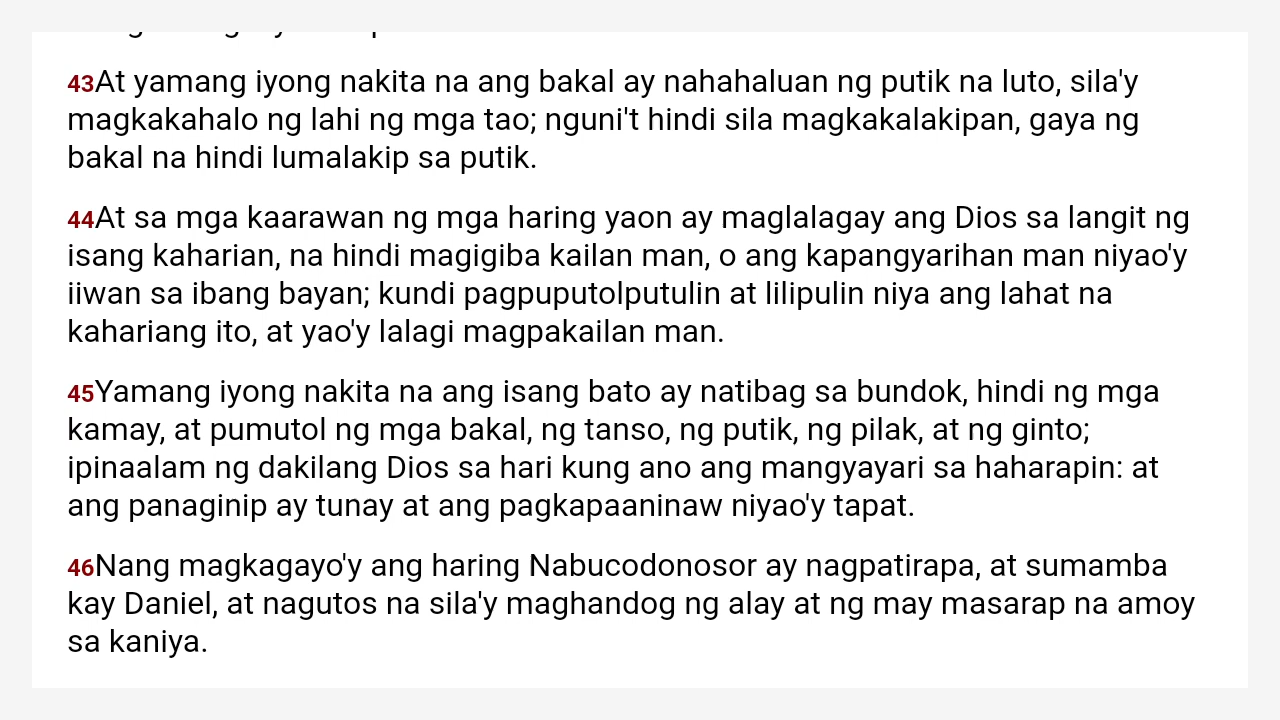 43At yamang iyong nakita na ang bakal ay nahahaluan ng putik na luto, sila'y
magkakahalo ng lahi ng mga tao; nguni't hindi sila magkakalakipan, gaya ng
bakal na hindi lumalakip sa putik.
44At sa mga kaarawan ng mga haring yaon ay maglalagay ang Dios sa langit ng
isang kaharian, na hindi magigiba kailan man, o ang kapangyarihan man niyao'y
iiwan sa ibang bayan; kundi pagpuputolputulin at lilipulin niya ang lahat na
kahariang ito, at yao'y lalagi magpakailan man.
45Yamang iyong nakita na ang isang bato ay natibag sa bundok, hindi ng mga
kamay, at pumutol ng mga bakal, ng tanso, ng putik, ng pilak, at ng ginto;
ipinaalam ng dakilang Dios sa hari kung ano ang mangyayari sa haharapin: at
ang panaginip ay tunay at ang pagkapaaninaw niyao'y tapat.
46Nang magkagayo'y ang haring Nabucodonosor ay nagpatirapa, at sumamba
kay Daniel, at nagutos na sila'y maghandog ng alay at ng may masarap na amoy
sa kaniya.